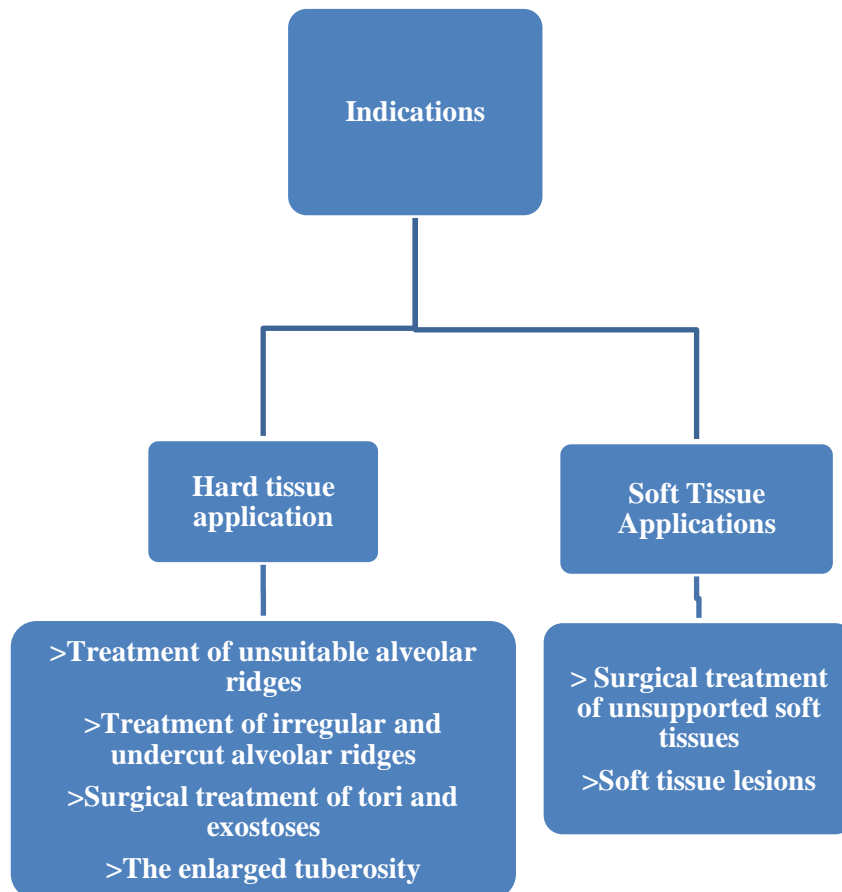 Indications
Hard tissue
application
Soft Tissue
Applications
>Treatment of unsuitable alveolar
ridges
>Treatment of irregular and
undercut alveolar ridges
>Surgical treatment of tori and
exostoses
>The enlarged tuberosity
> Surgical treatment
of unsupported soft
tissues
>Soft tissue lesions